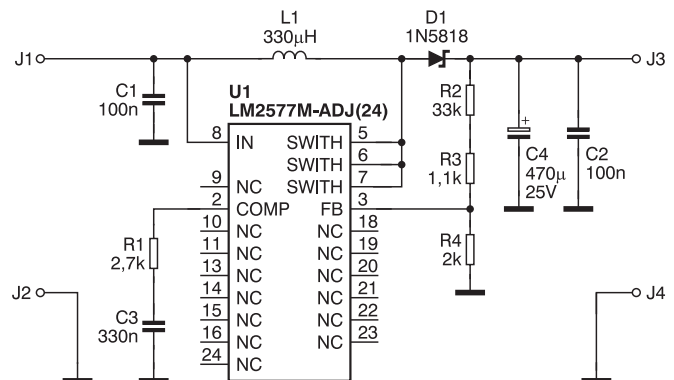 L1
330µH
D1
1N5818
J1
J3
C1
100n
U1
LM2577M-ADJ(24)
R2
33k
8 IN SWITH 5
SWITH 6
9 NC SWITH 7
2 COMP FB 3
10 NC NC 18
11 NC NC 19
13 NC NC 20
14 NC NC 21
15 NC NC 22
16 NC NC 23
24 NC
R3
1,1k
+
C4
470µ
25V
C2
100n
R1
2,7k
R4
2k
J2
J4
C3
330n